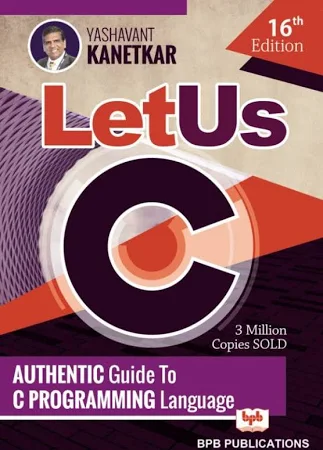 YASHAVANT
KANETKAR
16th
Edition
LetUs
C
3 Million
Copies SOLD
AUTHENTIC Guide To
C PROGRAMMING Language
bpb
BPB PUBLICATIONS